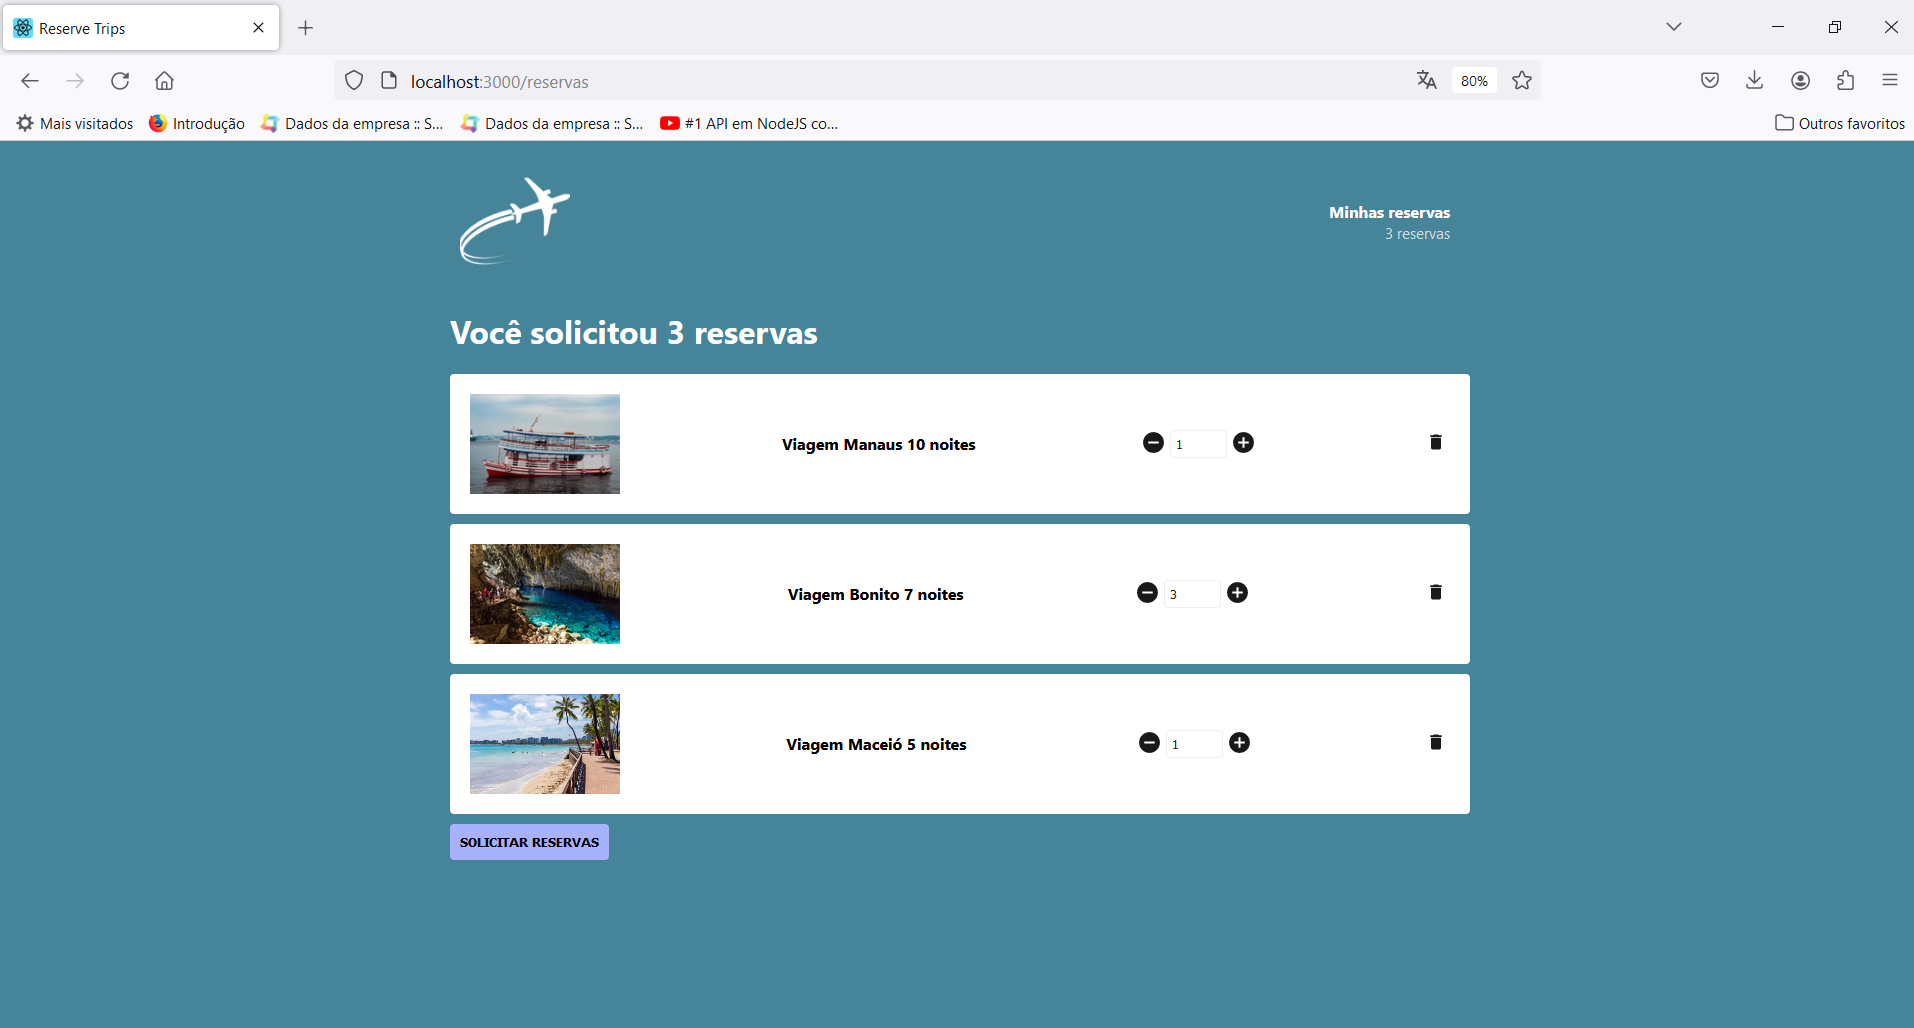 Reserve Trips
localhost:3000/reservas
80%
Mais visitados
Introdução
Dados da empresa :: S...
Dados da empresa :: S...
#1 API em NodeJS co...
Outros favoritos
Minhas reservas
3 reservas
Você solicitou 3 reservas
Viagem Manaus 10 noites
1
Viagem Bonito 7 noites
3
Viagem Maceió 5 noites
1
SOLICITAR RESERVAS